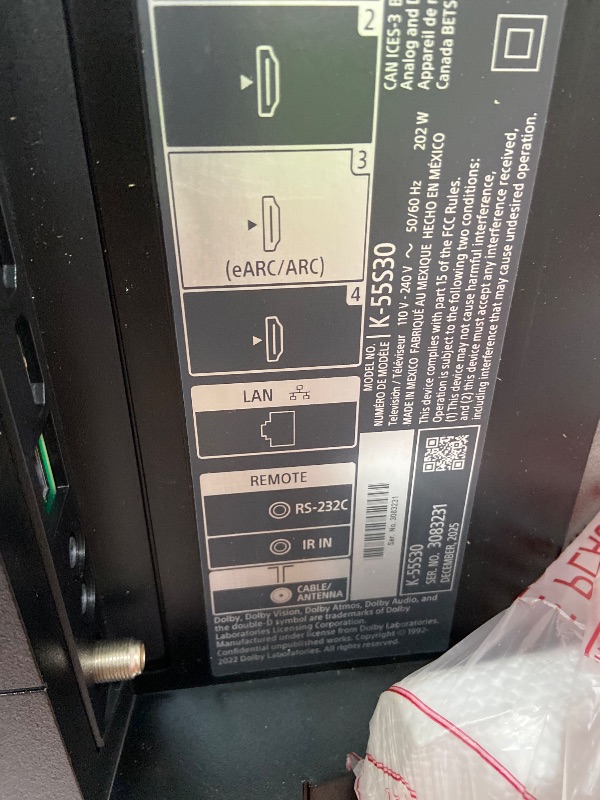 2
3
(eARC/ARC)
4
LAN
REMOTE
RS-232C
IR IN
CABLE/
ANTENNA
Dolby, Dolby Vision, Dolby Atmos, Dolby Audio, and
the double-D symbol are trademarks of Dolby
Laboratories Licensing Corporation.
Manufactured under license from Dolby Laboratories.
Confidential unpublished works. Copyright © 1992-
2022 Dolby Laboratories. All rights reserved.
CAN ICES-3 B
Analog and D
Appareil de r
Canada BETS
MODEL NO.
NUMÉRO DE MODÈLE
K-55S30
Televisión / Téléviseur 110 V - 240 V ~ 50/60 Hz 202 W
MADE IN MEXICO FABRIQUÉ AU MEXIQUE HECHO EN MÉXICO
This device complies with part 15 of the FCC Rules.
Operation is subject to the following two conditions:
(1) This device may not cause harmful interference,
and (2) this device must accept any interference received,
including interference that may cause undesired operation.
Ser. No. 3083231
K-55S30
SER. NO. 3083231
DECEMBER, 2025